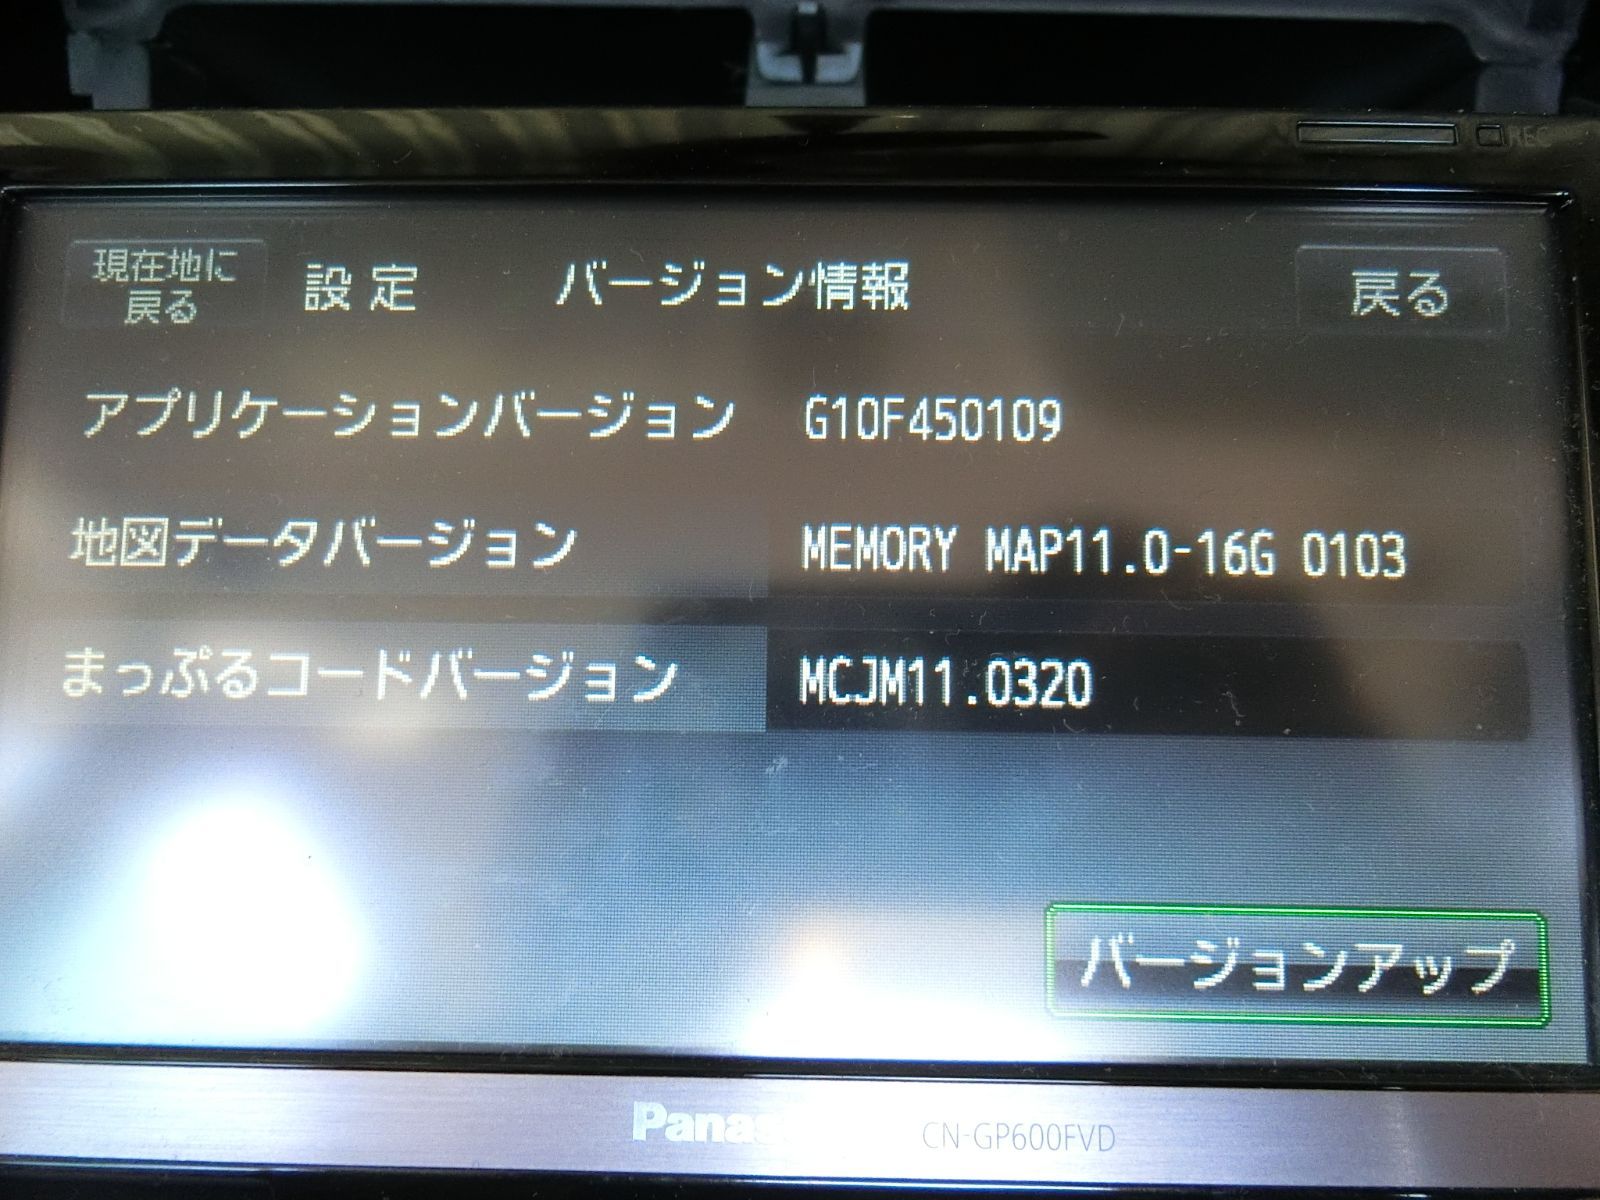 REC
現在地に
戻る
設定 バージョン情報 戻る
アプリケーションバージョン G10F450109
地図データバージョン MEMORY MAP11.0-16G 0103
まっぷるコードバージョン MCJM11.0320
バージョンアップ
Panas
CN-GP600FVD